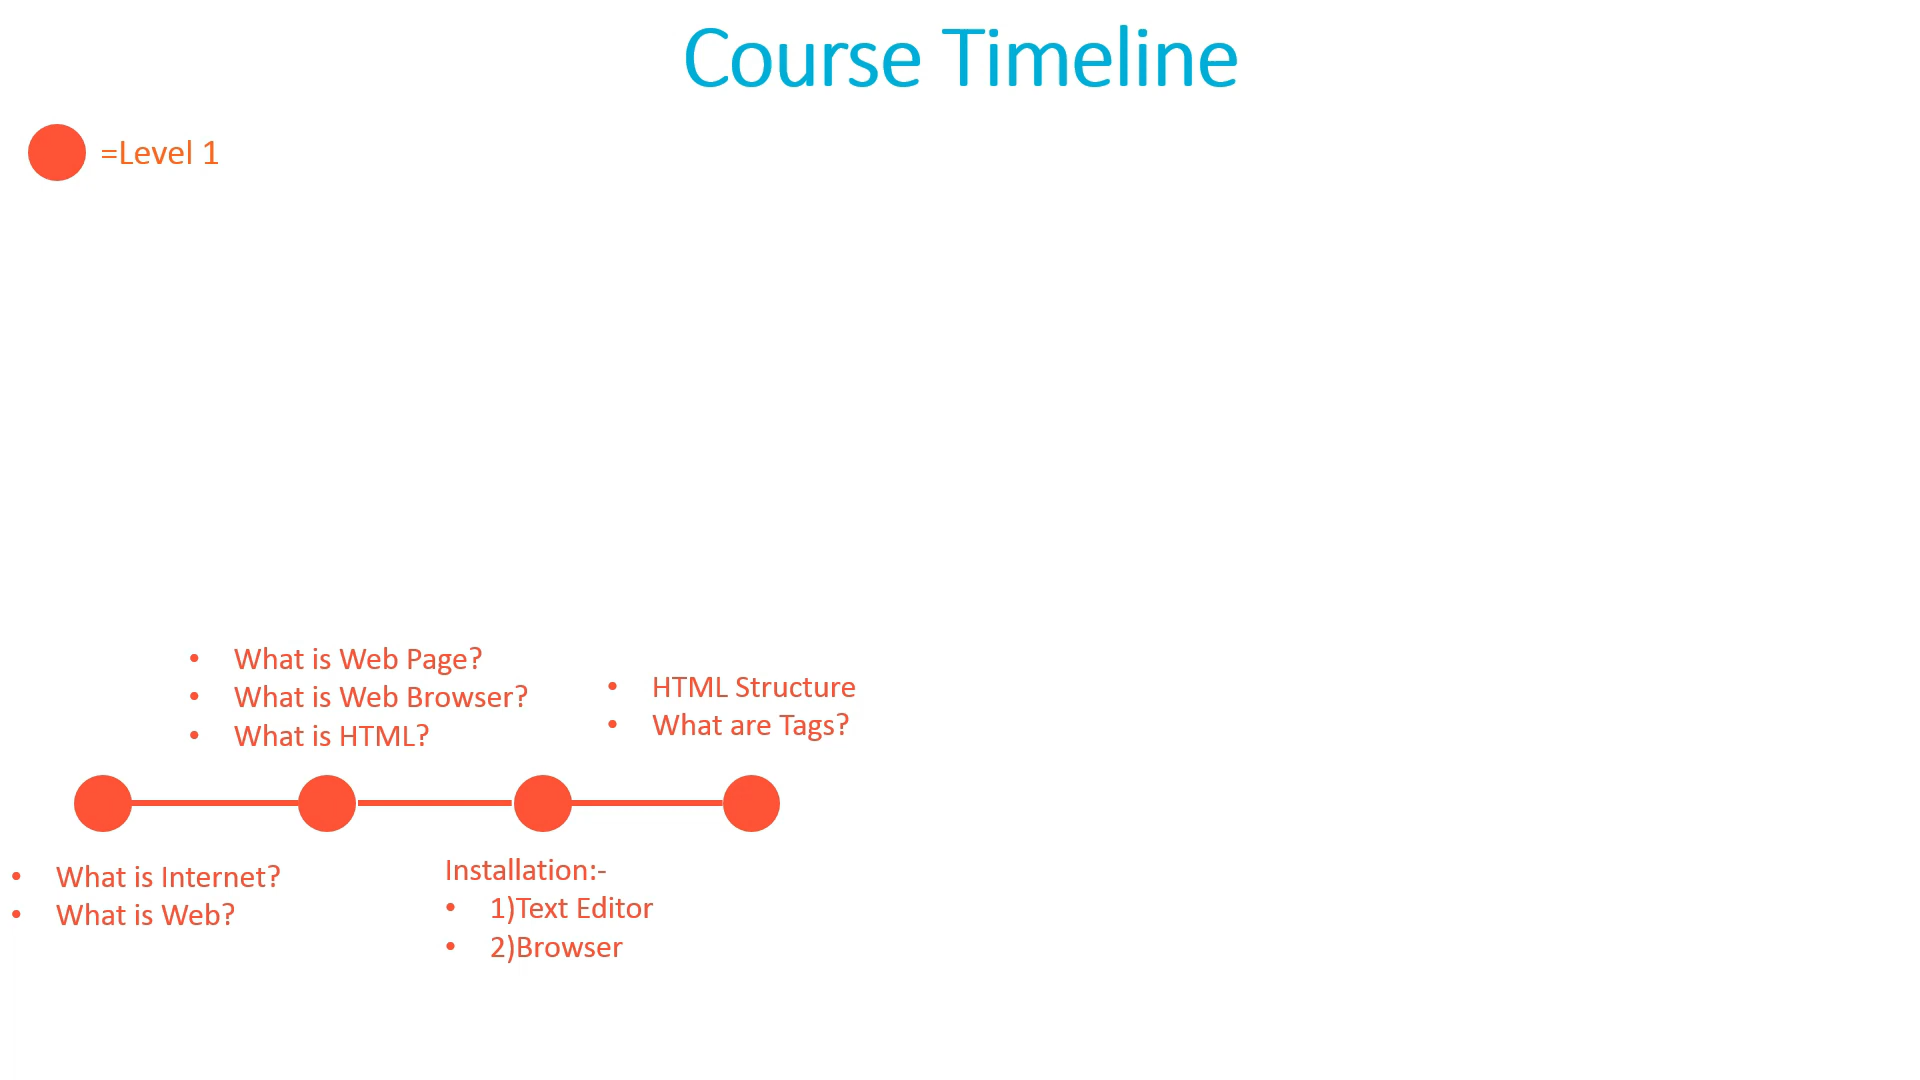 Course Timeline
=Level 1
• What is Web Page?
• What is Web Browser?
• What is HTML?
• HTML Structure
• What are Tags?
• What is Internet?
• What is Web?
Installation:-
• 1)Text Editor
• 2)Browser